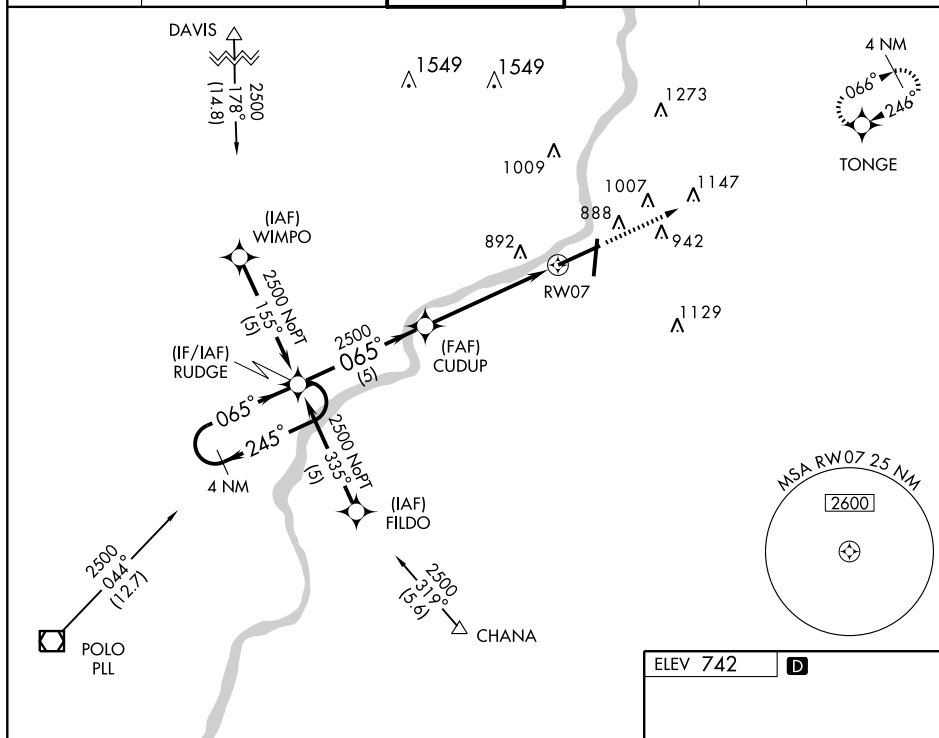 DAVIS
2500
178°
(14.8)
1549
1549
1273
1009
1007
1147
888
942
892
1129
4 NM
066°
246°
TONGE
(IAF)
WIMPO
2500 NoPT
155°
(5)
(IF/IAF)
RUDGE
2500
065°
(5)
(FAF)
CUDUP
RW07
065°
245°
4 NM
2500 NoPT
335°
(5)
(IAF)
FILDO
2500
044°
(12.7)
POLO
PLL
2500
319°
(5.6)
CHANA
MSA RW07 25 NM
2600
ELEV 742 D